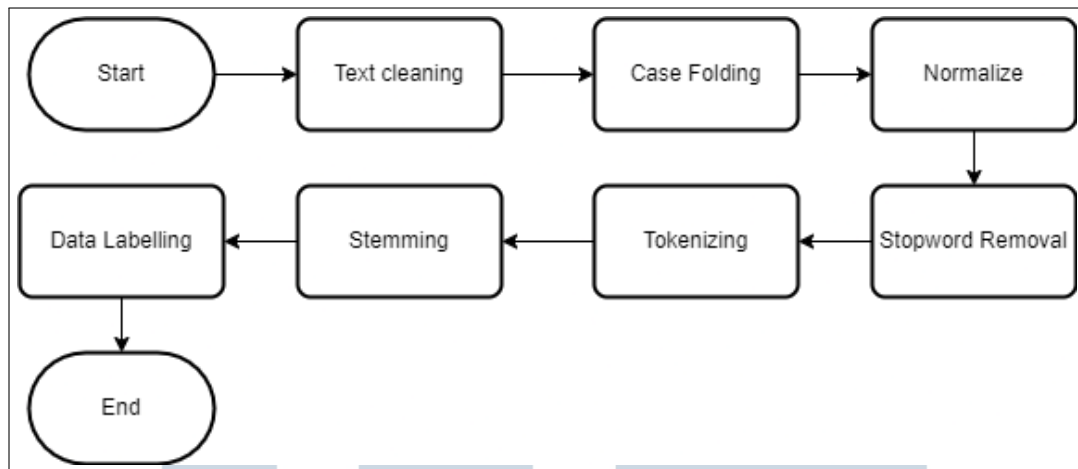 Start
Text cleaning
Case Folding
Normalize
Stopword Removal
Tokenizing
Stemming
Data Labelling
End